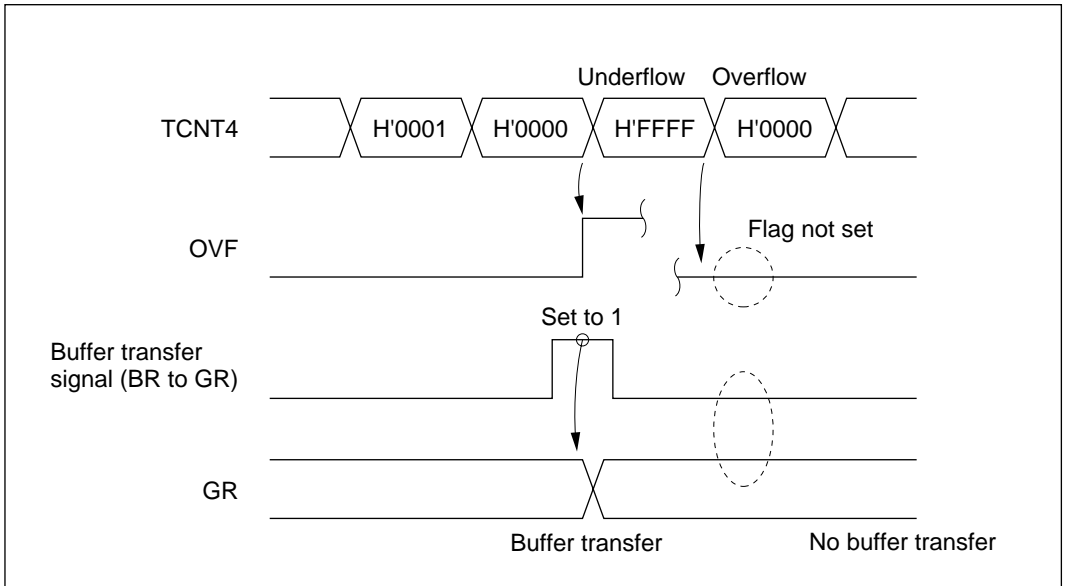 Underflow Overflow
TCNT4 H'0001 H'0000 H'FFFF H'0000
OVF
Flag not set
Set to 1
Buffer transfer
signal (BR to GR)
GR
Buffer transfer No buffer transfer